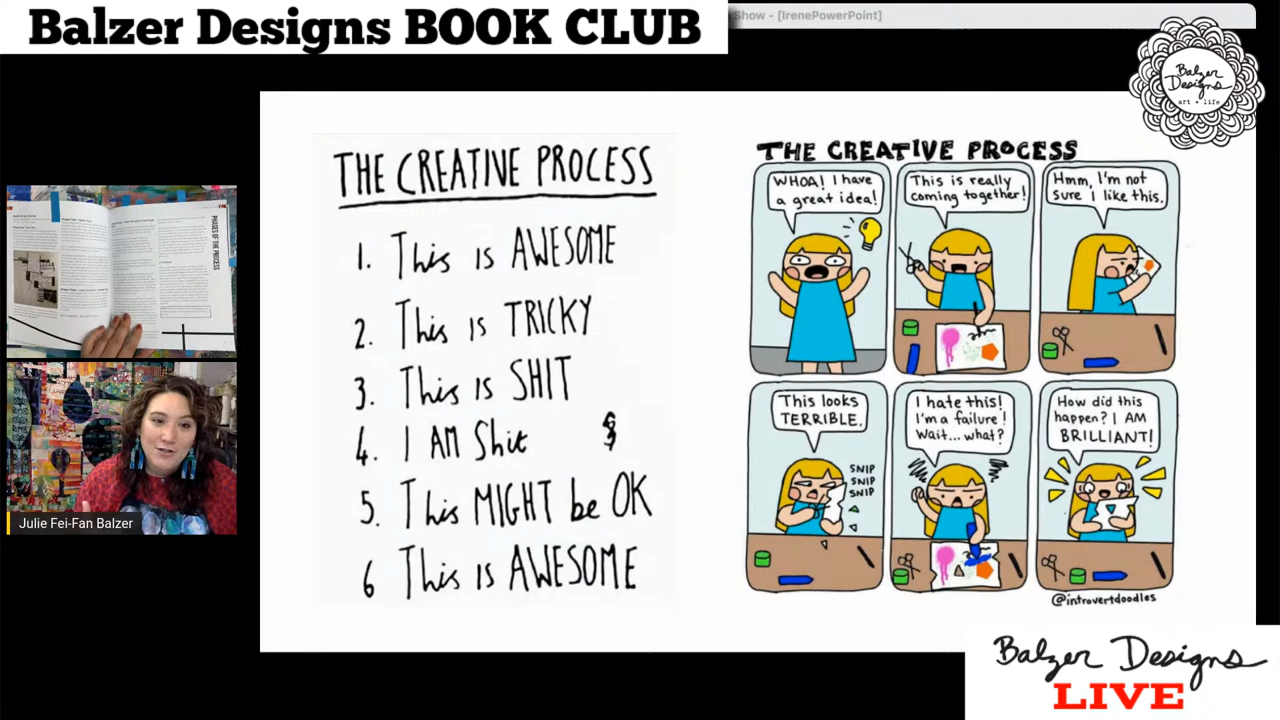 Balzer Designs BOOK CLUB
Show - [IrenePowerPoint]
Balzer
Designs
art + life
THE CREATIVE PROCESS
1. This is AWESOME
2. This is TRICKY
3. This is SHIT
4. I AM Shit
5. This MIGHT be OK
6 This is AWESOME
THE CREATIVE PROCESS
WHOA! I have
a great idea!
This is really
coming together!
Hmm, I'm not
sure I like this.
This looks
TERRIBLE.
SNIP
SNIP
SNIP
I hate this!
I'm a failure!
Wait... what?
How did this
happen? I AM
BRILLIANT!
@introvertdoodles
PHASES OF THE PROCESS
Julie Fei-Fan Balzer
Balzer Designs
LIVE